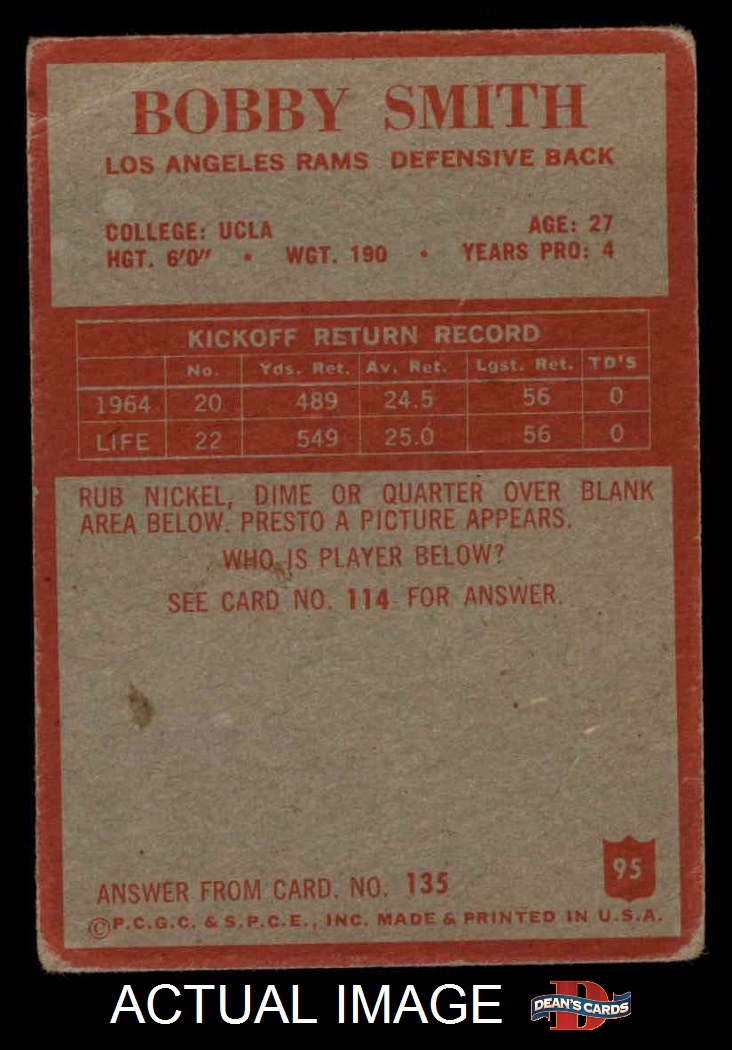 BOBBY SMITH
LOS ANGELES RAMS DEFENSIVE BACK
COLLEGE: UCLA AGE: 27
HGT. 6'0" • WGT. 190 • YEARS PRO: 4
KICKOFF RETURN RECORD
No. Yds. Ret. Av. Ret. Lgst. Ret. TD'S
1964 20 489 24.5 56 0
LIFE 22 549 25.0 56 0
RUB NICKEL, DIME OR QUARTER OVER BLANK
AREA BELOW. PRESTO A PICTURE APPEARS.
WHO IS PLAYER BELOW?
SEE CARD NO. 114 FOR ANSWER.
95
ANSWER FROM CARD. NO. 135
©P.C.G.C. & S.P.C.E., INC. MADE & PRINTED IN U.S.A.
ACTUAL IMAGE
D
DEAN'S CARDS